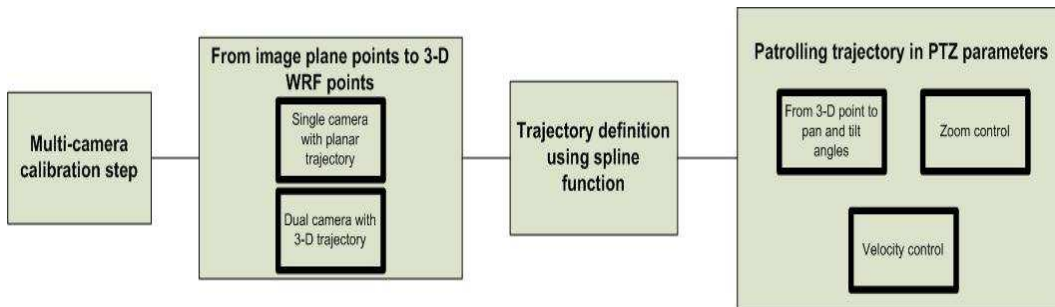 Multi-camera
calibration step
From image plane points to 3-D
WRF points
Single camera
with planar
trajectory
Dual camera with
3-D trajectory
Trajectory definition
using spline
function
Patrolling trajectory in PTZ parameters
From 3-D point to
pan and tilt
angles
Zoom control
Velocity control